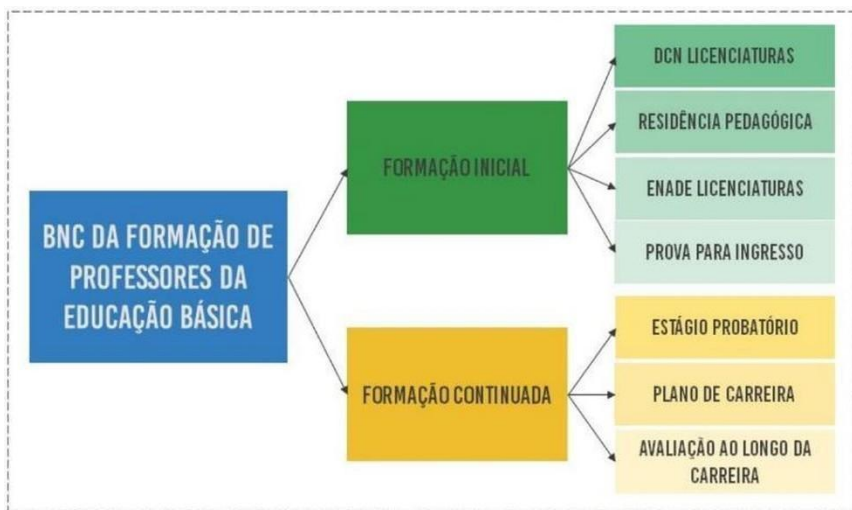 BNC DA FORMAÇÃO DE
PROFESSORES DA
EDUCAÇÃO BÁSICA
FORMAÇÃO INICIAL
DCN LICENCIATURAS
RESIDÊNCIA PEDAGÓGICA
ENADE LICENCIATURAS
PROVA PARA INGRESSO
FORMAÇÃO CONTINUADA
ESTÁGIO PROBATÓRIO
PLANO DE CARREIRA
AVALIAÇÃO AO LONGO DA
CARREIRA